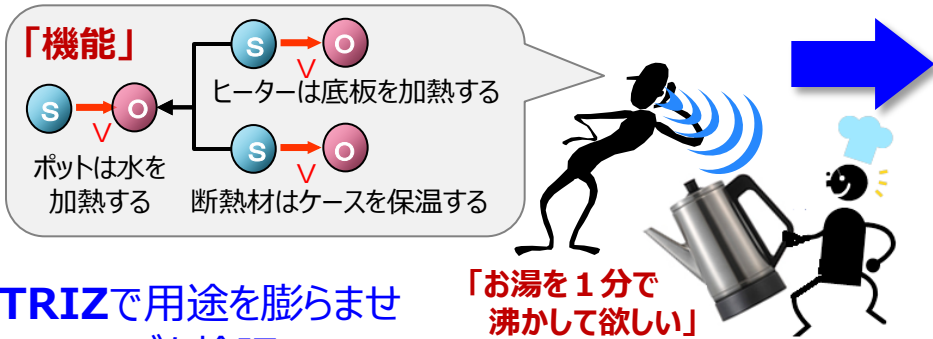 「機能」
S O
V
ヒーターは底板を加熱する
S O
V
ポットは水を
加熱する
S O
V
断熱材はケースを保温する
「お湯を１分で
沸かして欲しい」
TRIZで用途を膨らませ